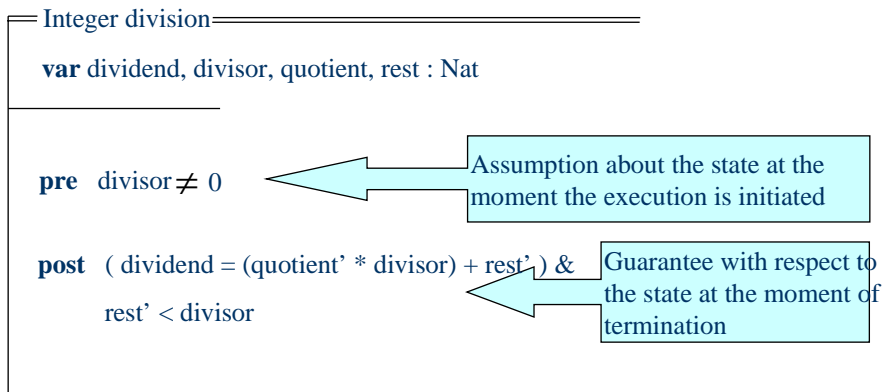 Integer division
var dividend, divisor, quotient, rest : Nat
pre divisor ≠ 0
Assumption about the state at the
moment the execution is initiated
post ( dividend = (quotient’ * divisor) + rest’ ) &
rest’ < divisor
Guarantee with respect to
the state at the moment of
termination